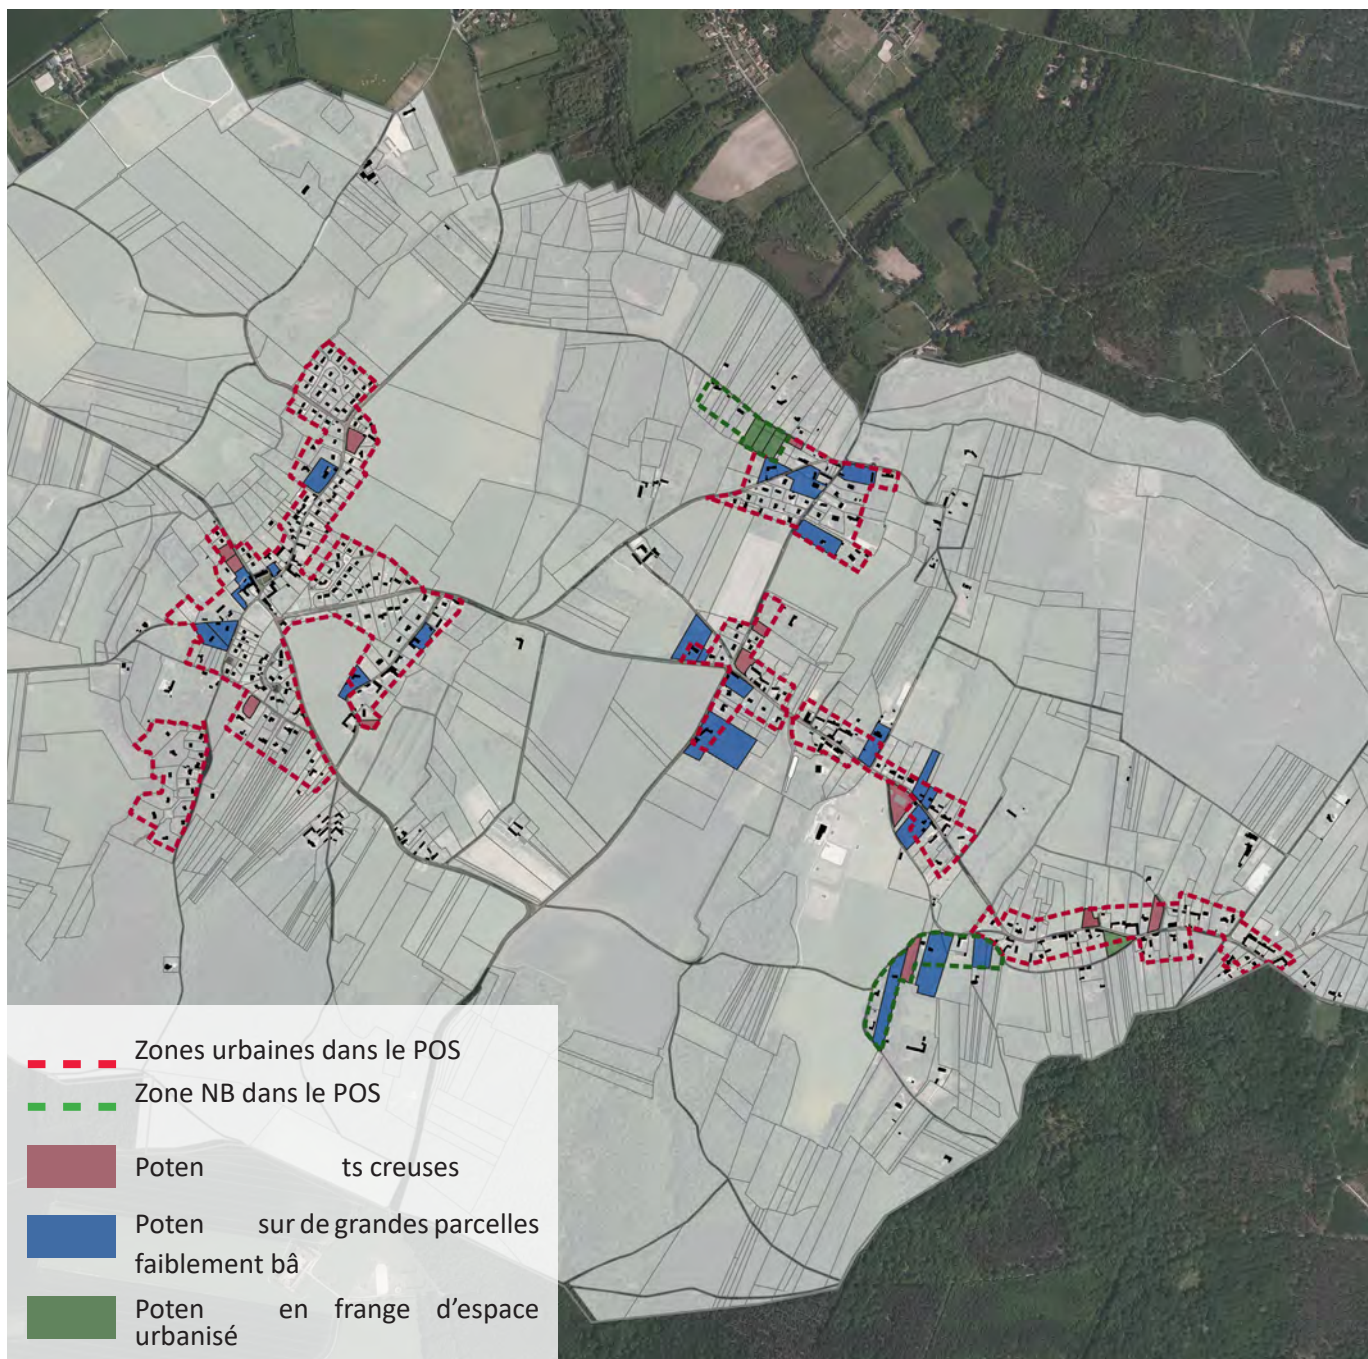 Zones urbaines dans le POS
Zone NB dans le POS
Poten ts creuses
Poten sur de grandes parcelles
faiblement bâ
Poten en frange d'espace
urbanisé